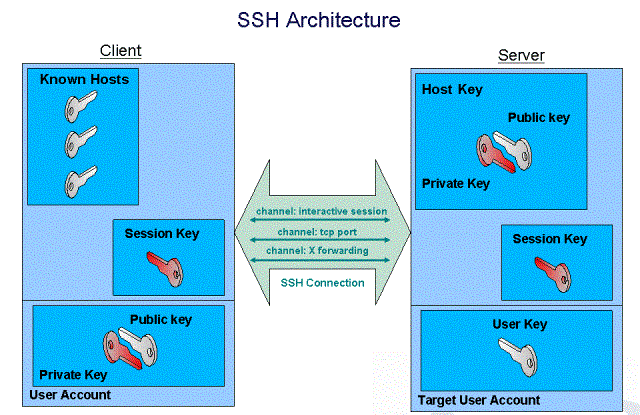 SSH Architecture
Client
Known Hosts
Session Key
Public key
Private Key
User Account
channel: interactive session
channel: tcp port
channel: X forwarding
SSH Connection
Server
Host Key
Public key
Private Key
Session Key
User Key
Target User Account